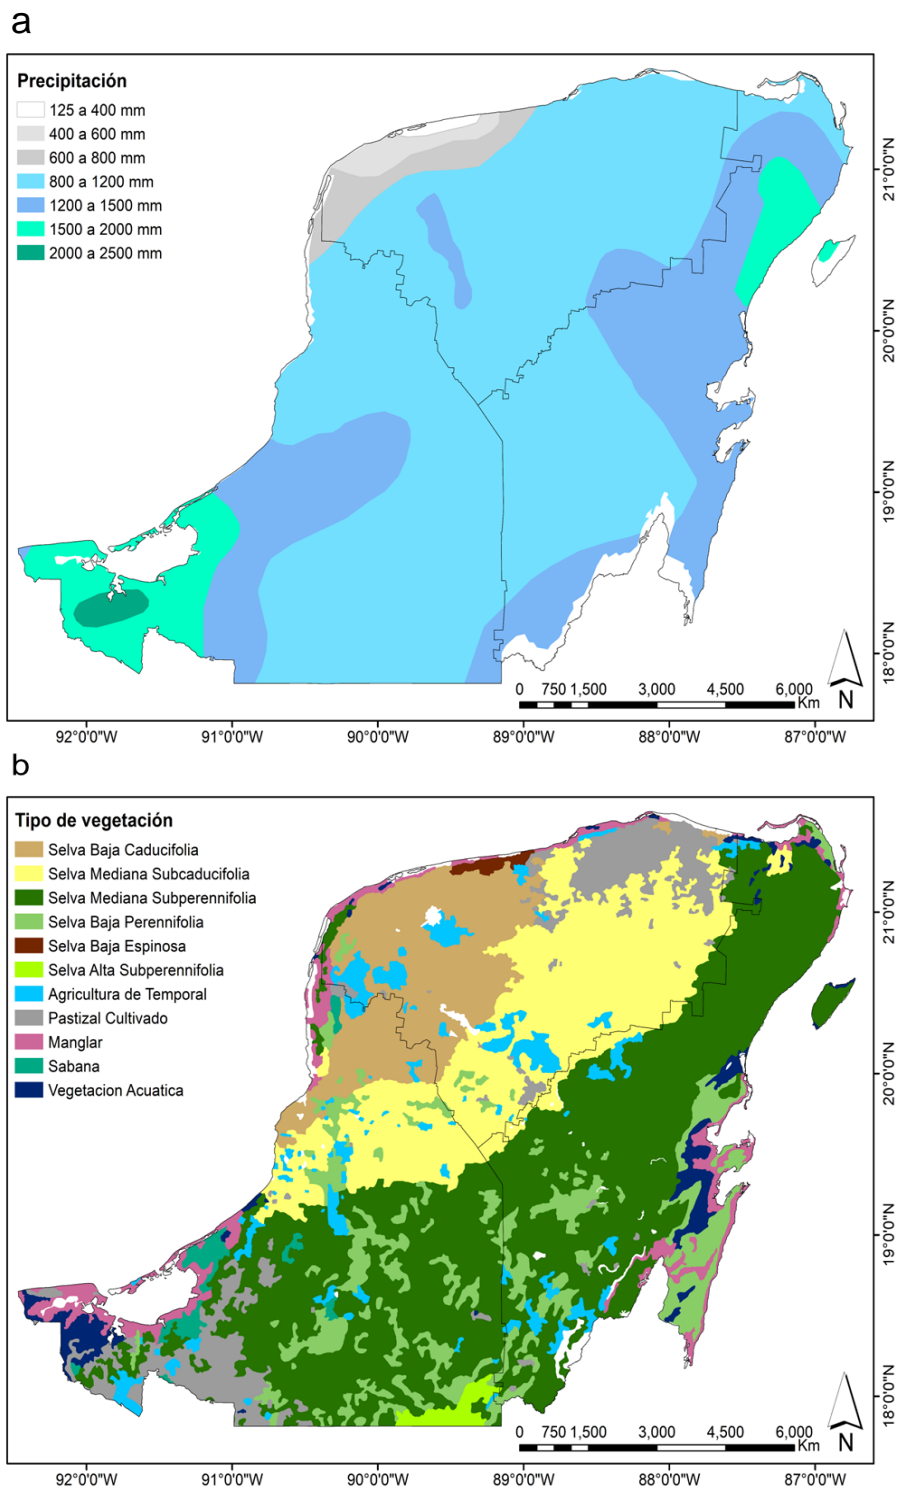 a
Precipitación
125 a 400 mm
400 a 600 mm
600 a 800 mm
800 a 1200 mm
1200 a 1500 mm
1500 a 2000 mm
2000 a 2500 mm
21°0'0"N
20°0'0"N
19°0'0"N
18°0'0"N
0 750 1,500 3,000 4,500 6,000
Km
N
92°0'0"W 91°0'0"W 90°0'0"W 89°0'0"W 88°0'0"W 87°0'0"W
b
Tipo de vegetación
Selva Baja Caducifolia
Selva Mediana Subcaducifolia
Selva Mediana Subperennifolia
Selva Baja Perennifolia
Selva Baja Espinosa
Selva Alta Subperennifolia
Agricultura de Temporal
Pastizal Cultivado
Manglar
Sabana
Vegetacion Acuatica
21°0'0"N
20°0'0"N
19°0'0"N
18°0'0"N
0 750 1,500 3,000 4,500 6,000
Km
N
92°0'0"W 91°0'0"W 90°0'0"W 89°0'0"W 88°0'0"W 87°0'0"W